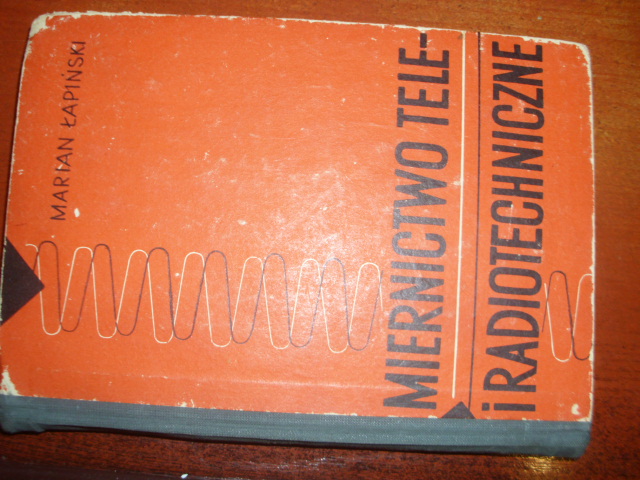 MARIAN ŁAPIŃSKI
MIERNICTWO TELE-
i RADIOTECHNICZNE